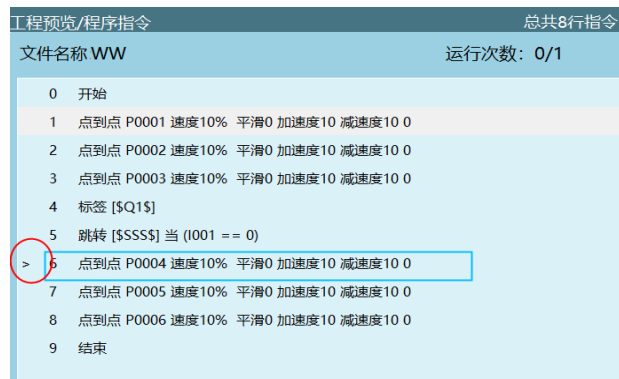 工程预览/程序指令 总共8行指令
文件名称 WW 运行次数：0/1
0 开始
1 点到点 P0001 速度10% 平滑0 加速度10 减速度10 0
2 点到点 P0002 速度10% 平滑0 加速度10 减速度10 0
3 点到点 P0003 速度10% 平滑0 加速度10 减速度10 0
4 标签 [$Q1$]
5 跳转 [$SSS$] 当 (I001 == 0)
> 6 点到点 P0004 速度10% 平滑0 加速度10 减速度10 0
7 点到点 P0005 速度10% 平滑0 加速度10 减速度10 0
8 点到点 P0006 速度10% 平滑0 加速度10 减速度10 0
9 结束